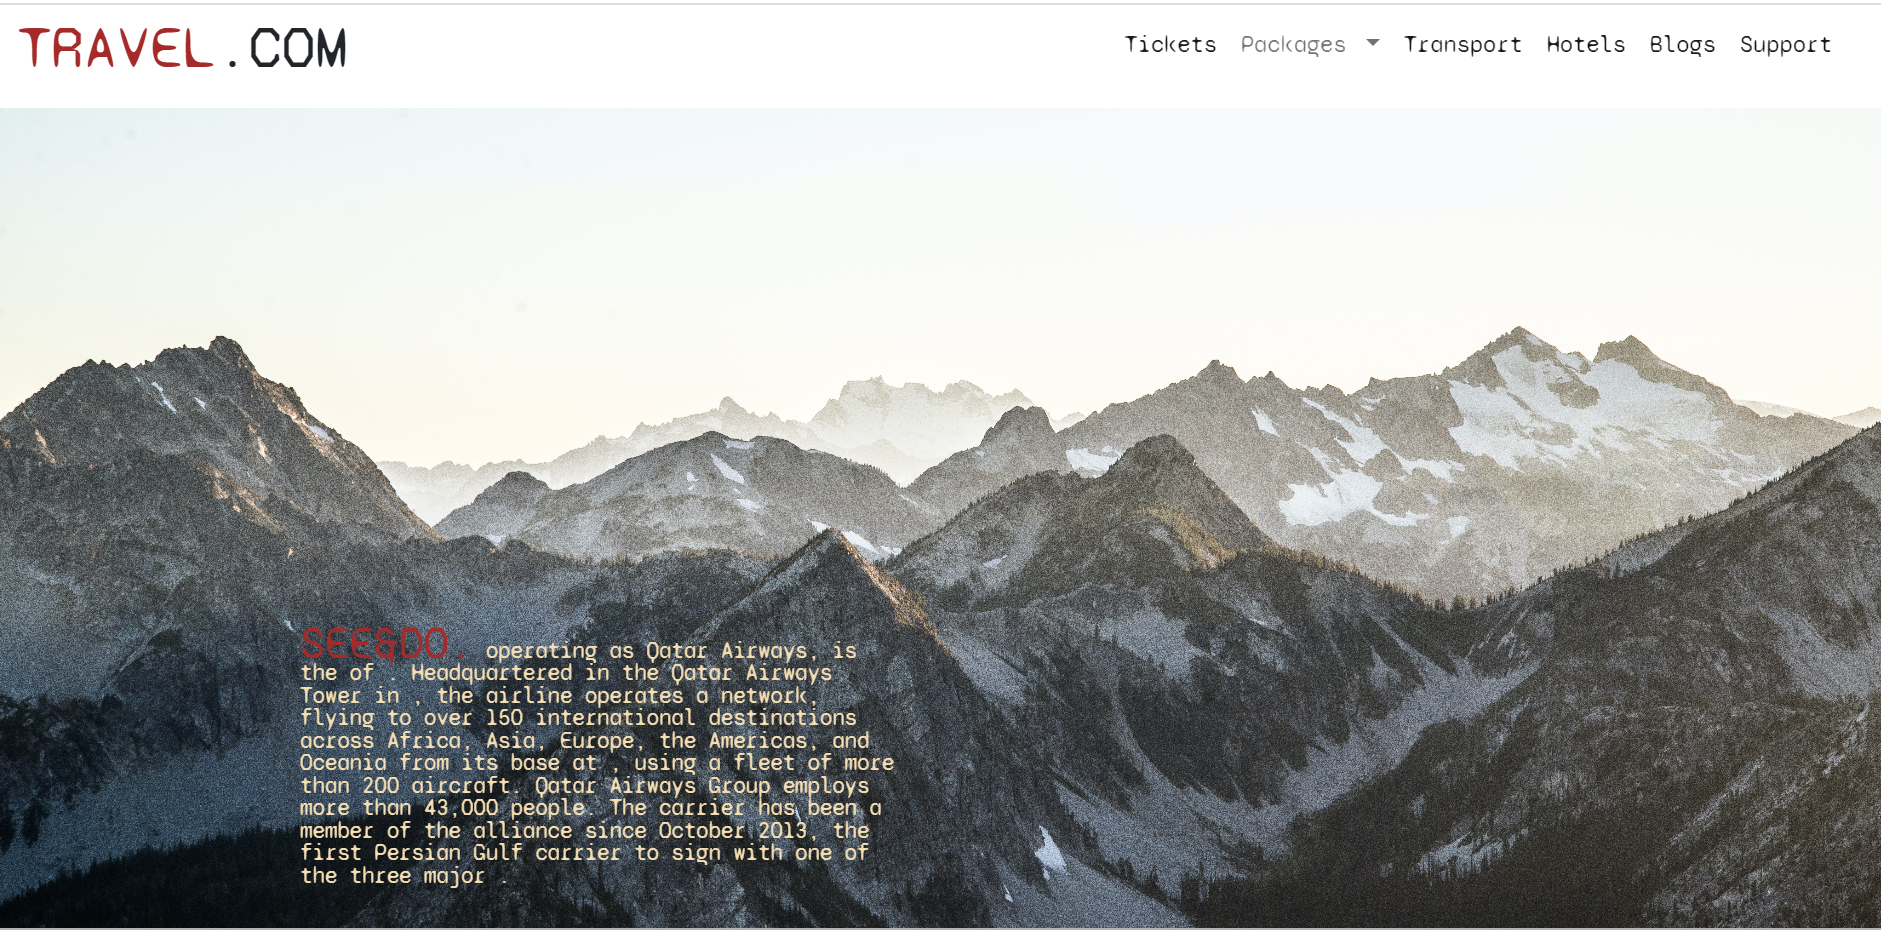 TRAVEL.COM
Tickets Packages Transport Hotels Blogs Support
SEE&DO. operating as Qatar Airways, is
the of . Headquartered in the Qatar Airways
Tower in , the airline operates a network,
flying to over 150 international destinations
across Africa, Asia, Europe, the Americas, and
Oceania from its base at , using a fleet of more
than 200 aircraft. Qatar Airways Group employs
more than 43,000 people. The carrier has been a
member of the alliance since October 2013, the
first Persian Gulf carrier to sign with one of
the three major .